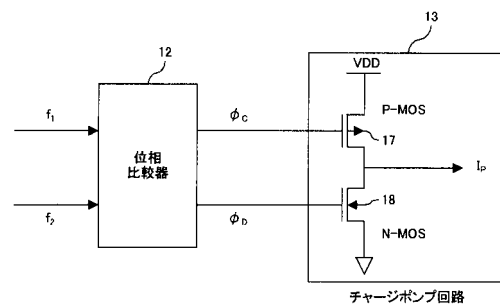 13
12
VDD
P-MOS
f₁
φC
17
位相
比較器
IP
f₂
φD
18
N-MOS
チャージポンプ回路